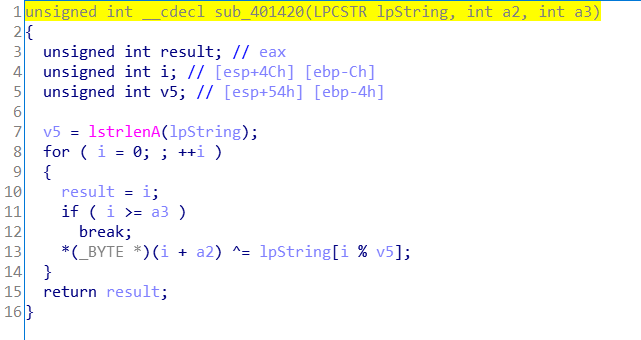 1 unsigned int __cdecl sub_401420(LPCSTR lpString, int a2, int a3)
2 {
3   unsigned int result; // eax
4   unsigned int i; // [esp+4Ch] [ebp-Ch]
5   unsigned int v5; // [esp+54h] [ebp-4h]
6
7   v5 = lstrlenA(lpString);
8   for ( i = 0; ; ++i )
9   {
10     result = i;
11     if ( i >= a3 )
12       break;
13     *(_BYTE *)(i + a2) ^= lpString[i % v5];
14   }
15   return result;
16 }